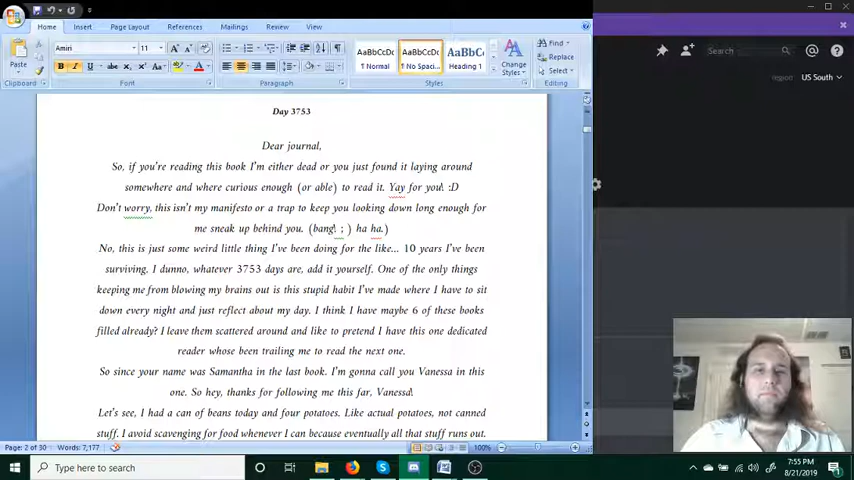 Home Insert Page Layout References Mailings Review View
Amiri 11
Find
Replace
Select
Paste
AaBbCcDc AaBbCcDc AaBbC
¶ Normal ¶ No Spaci... Heading 1
Change
Styles
Clipboard Font Paragraph Styles Editing
Search
region US South
Day 3753
Dear journal,
So, if you're reading this book I'm either dead or you just found it laying around
somewhere and where curious enough (or able) to read it. Yay for you!. :D
Don't worry, this isn't my manifesto or a trap to keep you looking down long enough for
me sneak up behind you. (bang!. ; ) ha ha.)
No, this is just some weird little thing I've been doing for the like... 10 years I've been
surviving. I dunno, whatever 3753 days are, add it yourself. One of the only things
keeping me from blowing my brains out is this stupid habit I've made where I have to sit
down every night and just reflect about my day. I think I have maybe 6 of these books
filled already? I leave them scattered around and like to pretend I have this one dedicated
reader whose been trailing me to read the next one.
So since your name was Samantha in the last book. I'm gonna call you Vanessa in this
one. So hey, thanks for following me this far, Vanessa!.
Let's see, I had a can of beans today and four potatoes. Like actual potatoes, not canned
stuff. I avoid scavenging for food whenever I can because eventually all that stuff runs out.
Page: 2 of 30 Words: 7,177 100%
Type here to search
7:55 PM
8/21/2019